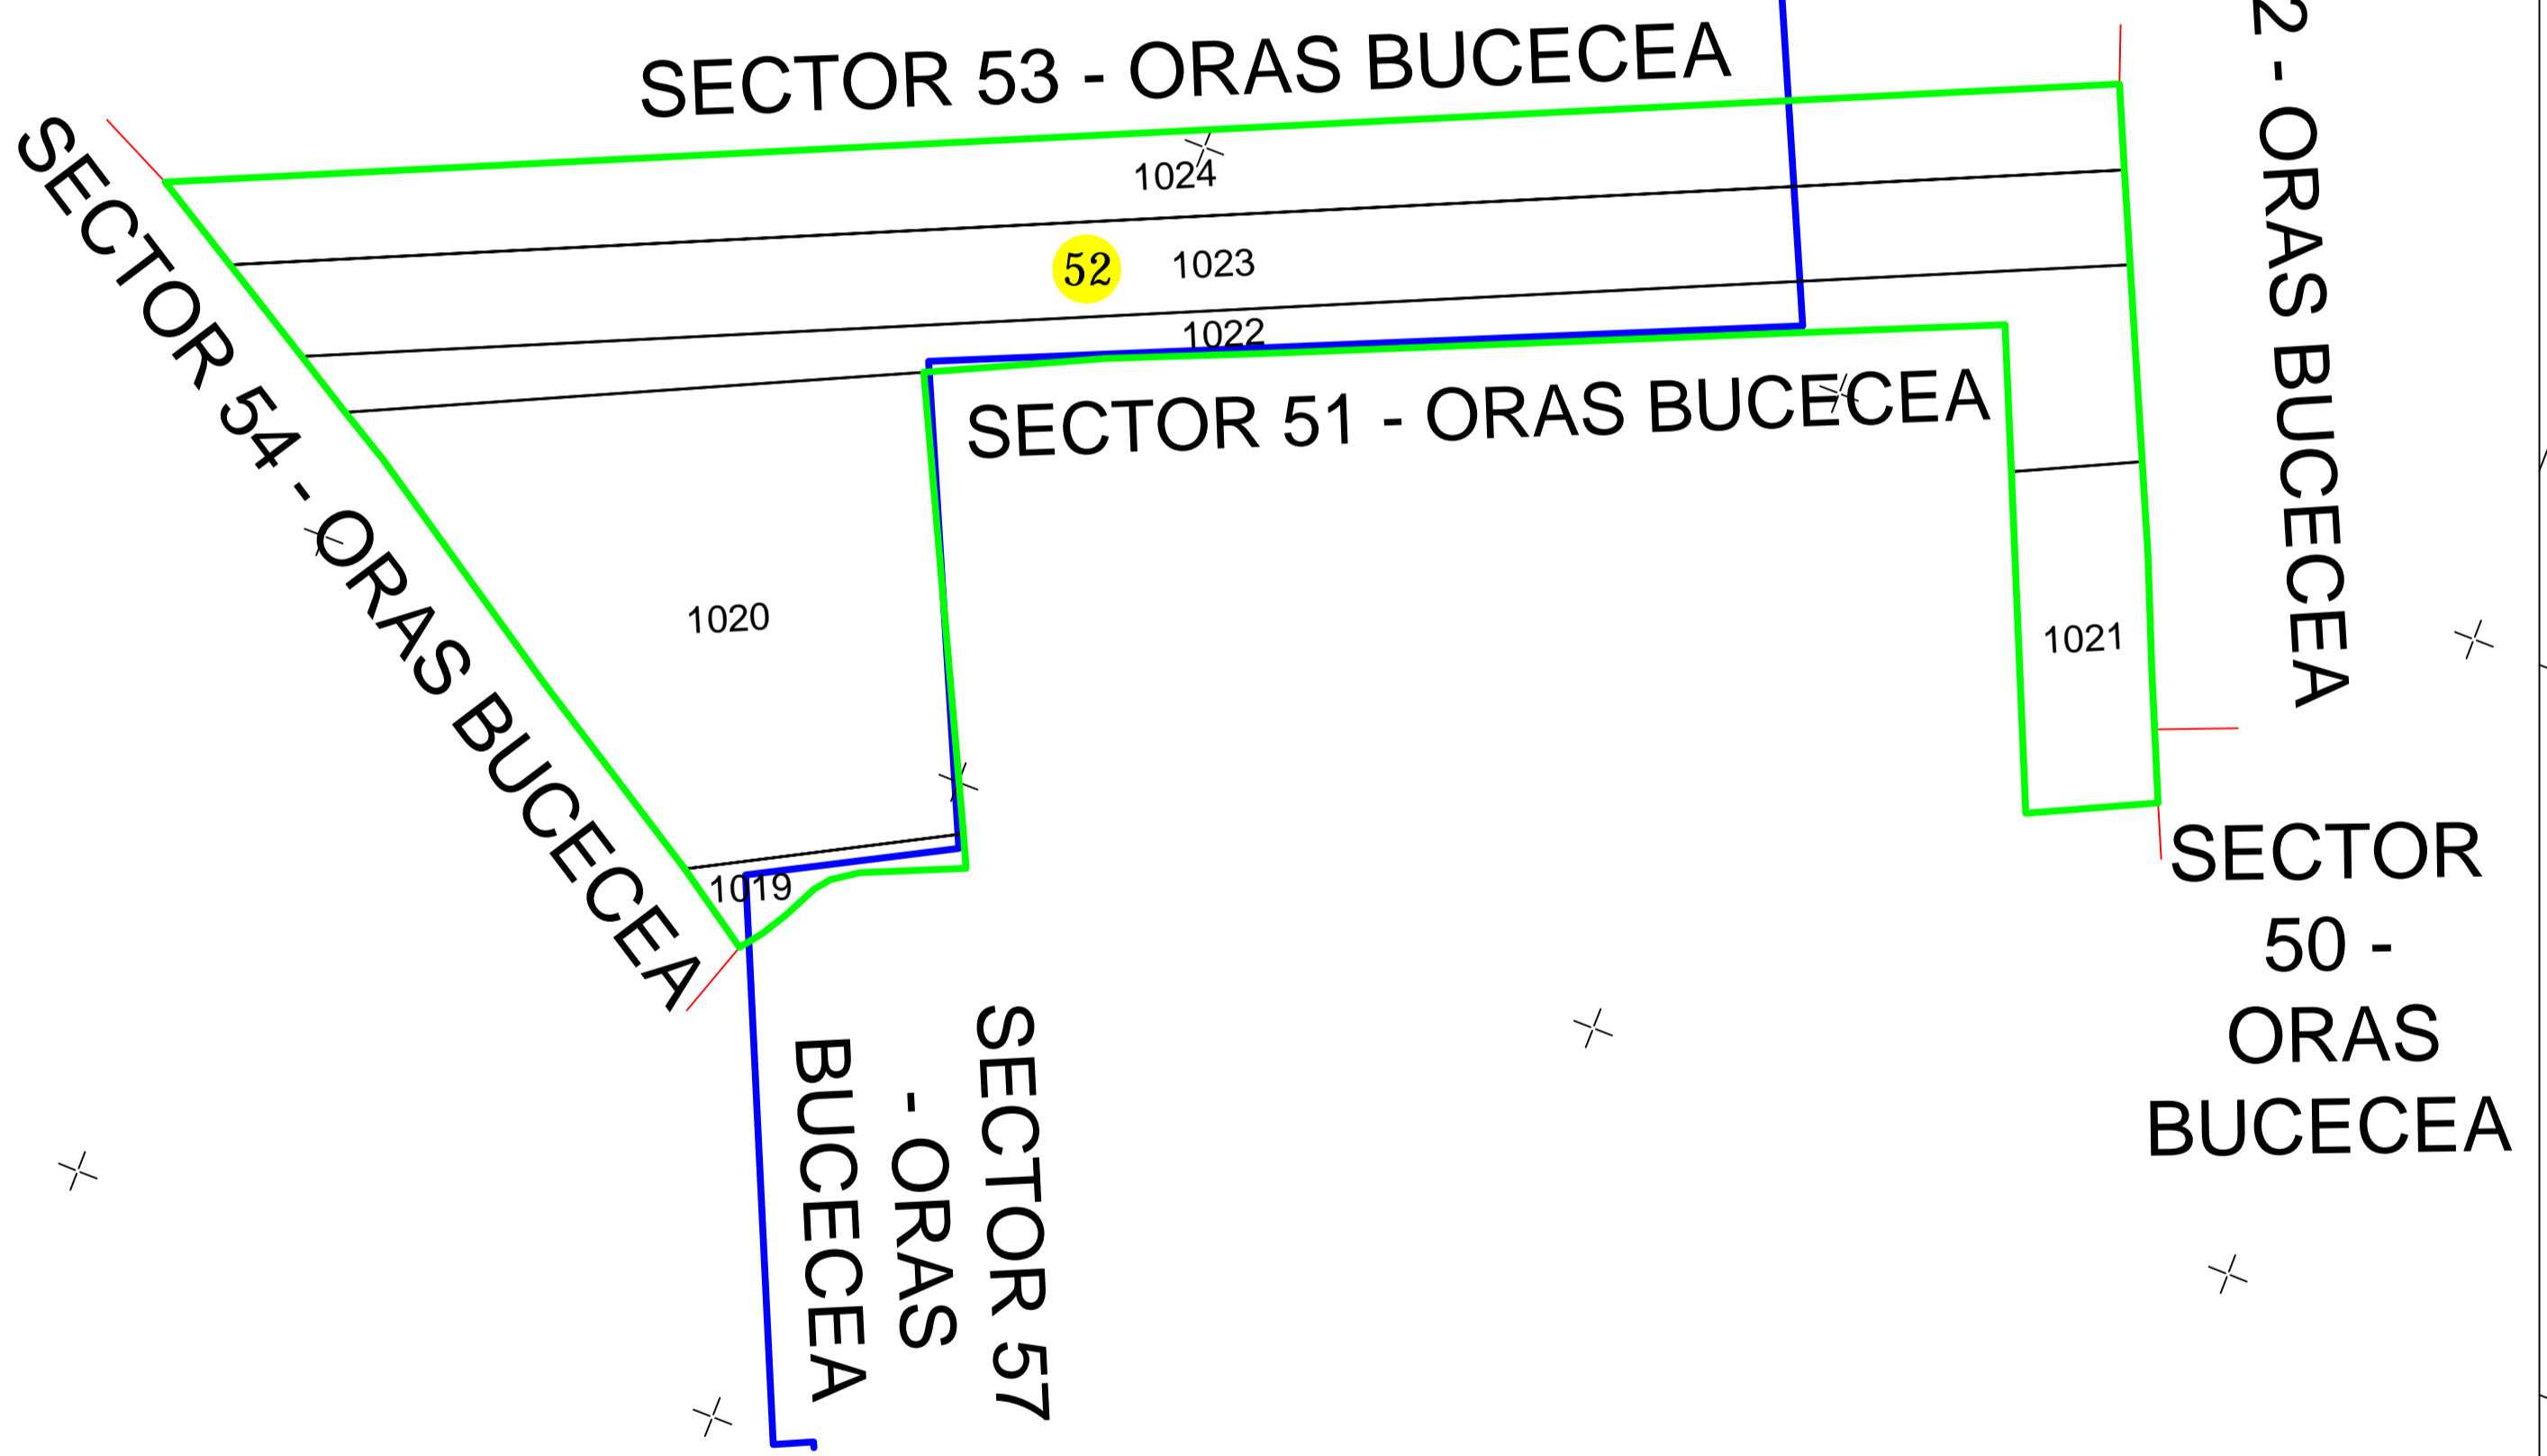 SECTOR 53 - ORAS BUCECEA
2 - ORAS BUCECEA
SECTOR 54 - ORAS BUCECEA
1024
52
1023
1022
SECTOR 51 - ORAS BUCECEA
1020
1021
1019
SECTOR
50 -
ORAS
BUCECEA
SECTOR 57
- ORAS
BUCECEA